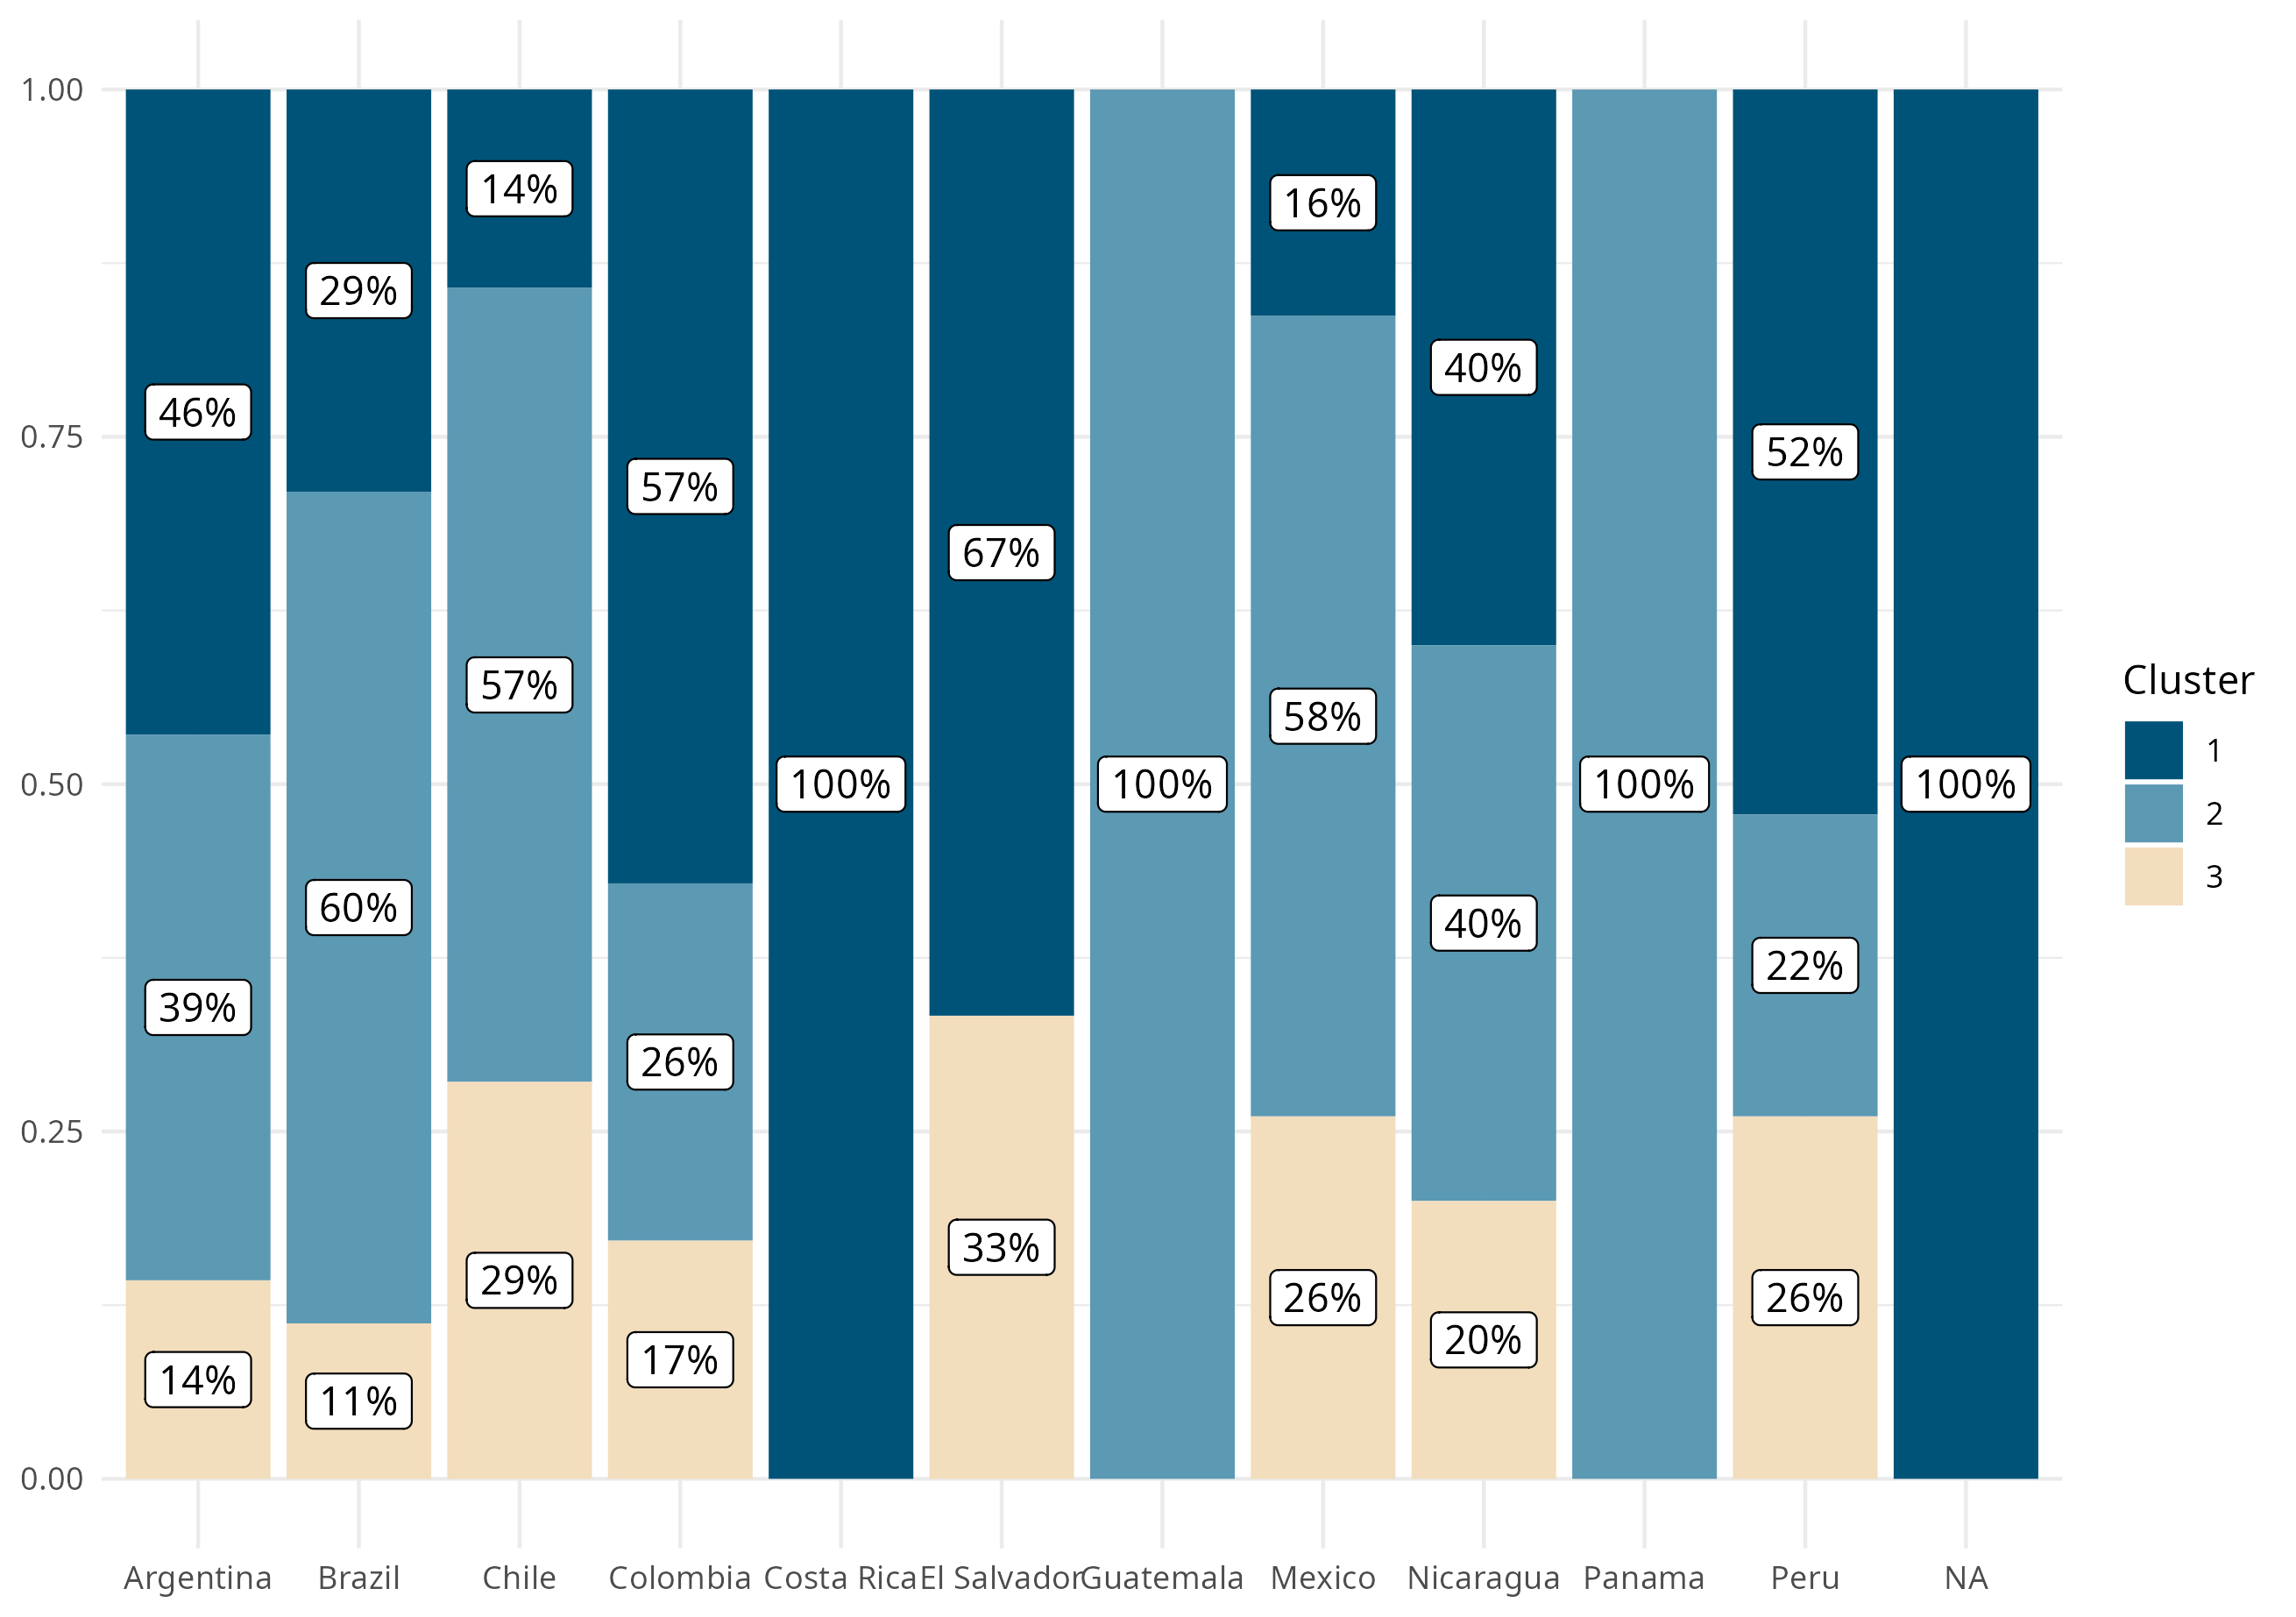 1.00
0.75
0.50
0.25
0.00
46%
39%
14%
29%
60%
11%
14%
57%
29%
57%
26%
17%
100%
67%
33%
100%
16%
58%
26%
40%
40%
20%
100%
52%
22%
26%
100%
Argentina
Brazil
Chile
Colombia
Costa Rica
El Salvador
Guatemala
Mexico
Nicaragua
Panama
Peru
NA
Cluster
1
2
3